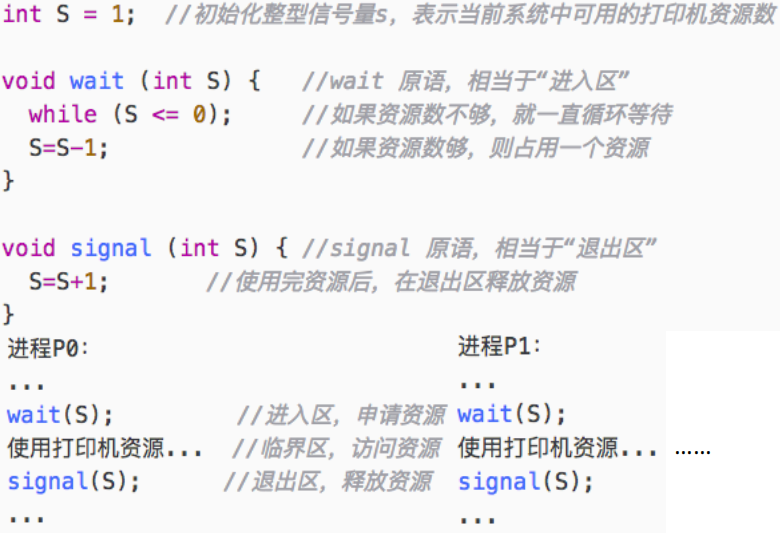 int S = 1;  //初始化整型信号量s，表示当前系统中可用的打印机资源数
void wait (int S) {   //wait 原语，相当于“进入区”
  while (S <= 0);     //如果资源数不够，就一直循环等待
  S=S-1;              //如果资源数够，则占用一个资源
}
void signal (int S) { //signal 原语，相当于“退出区”
  S=S+1;       //使用完资源后，在退出区释放资源
}
进程P0：    进程P1：
...    ...
wait(S);         //进入区，申请资源 wait(S);
使用打印机资源...  //临界区，访问资源 使用打印机资源... ……
signal(S);      //退出区，释放资源 signal(S);
...    ...